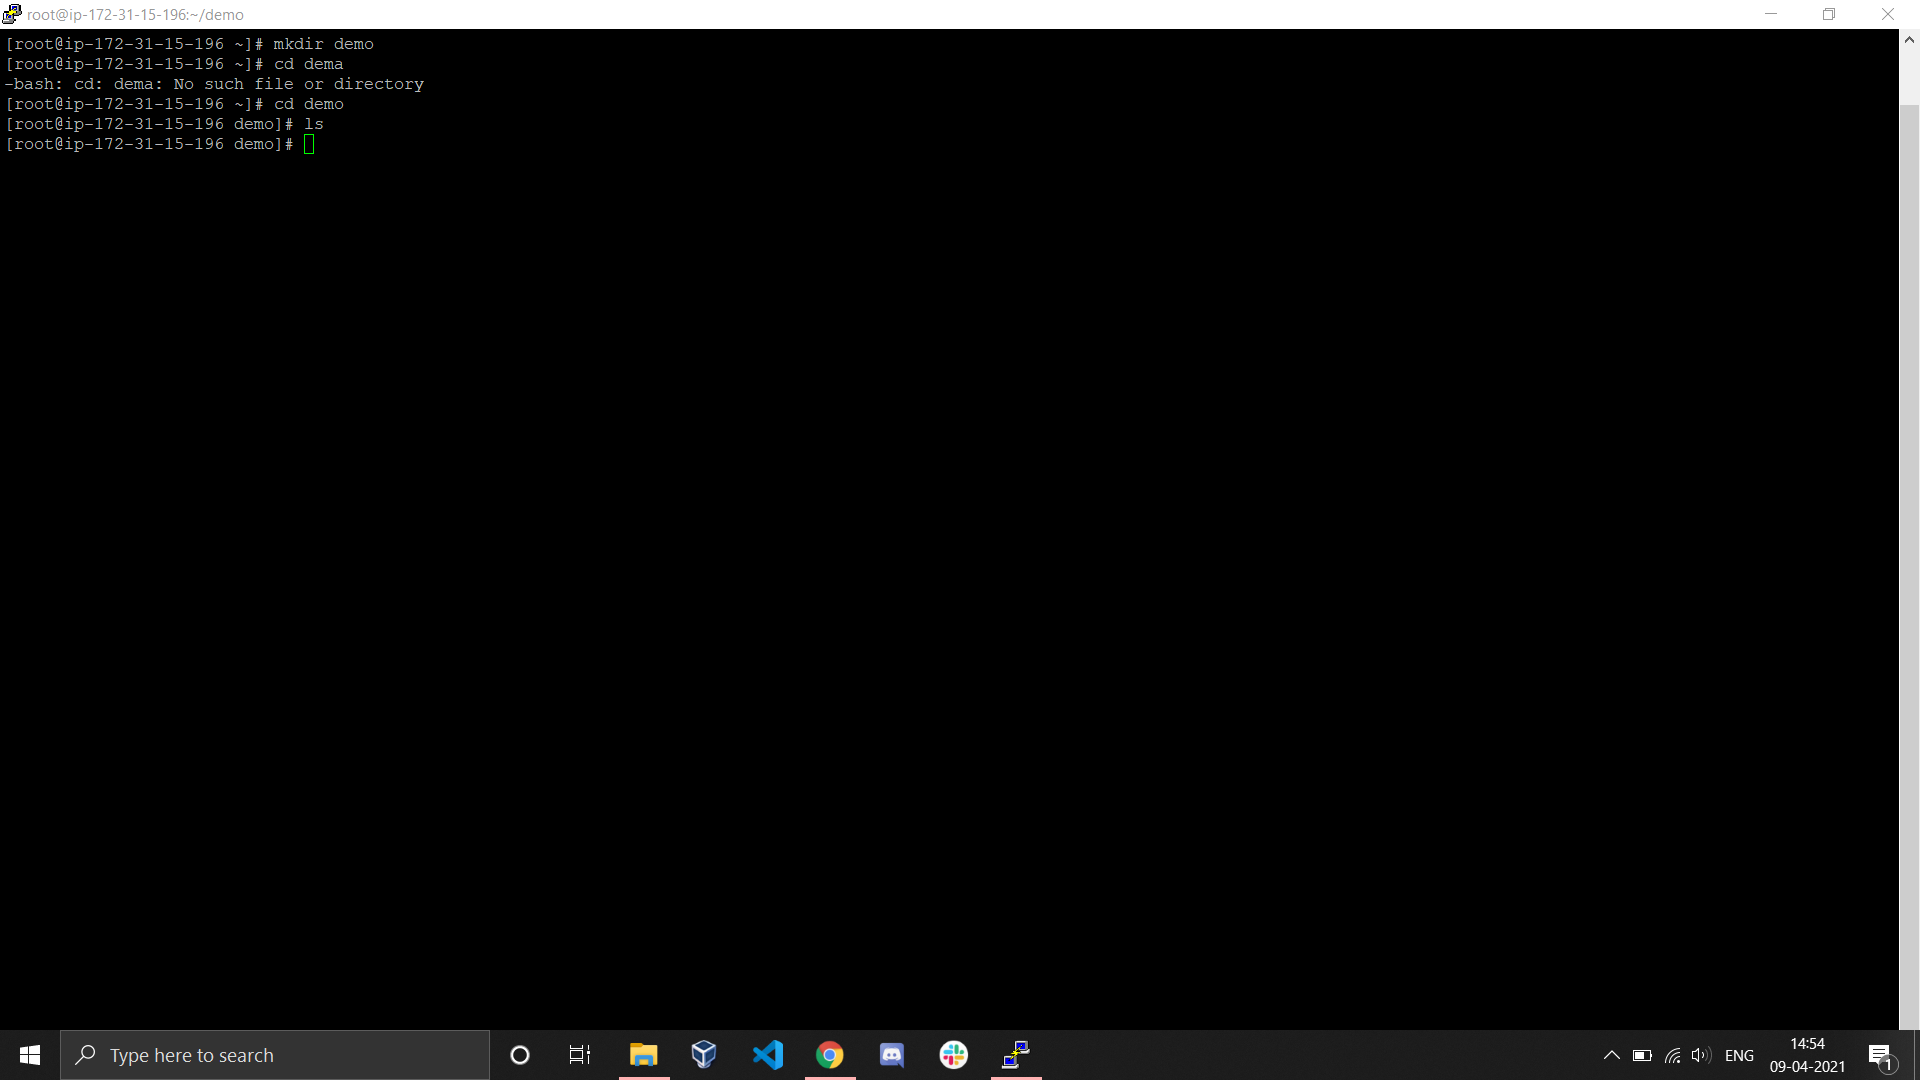 root@ip-172-31-15-196:~/demo
[root@ip-172-31-15-196 ~]# mkdir demo
[root@ip-172-31-15-196 ~]# cd dema
-bash: cd: dema: No such file or directory
[root@ip-172-31-15-196 ~]# cd demo
[root@ip-172-31-15-196 demo]# ls
[root@ip-172-31-15-196 demo]#
Type here to search
ENG
14:54
09-04-2021
1